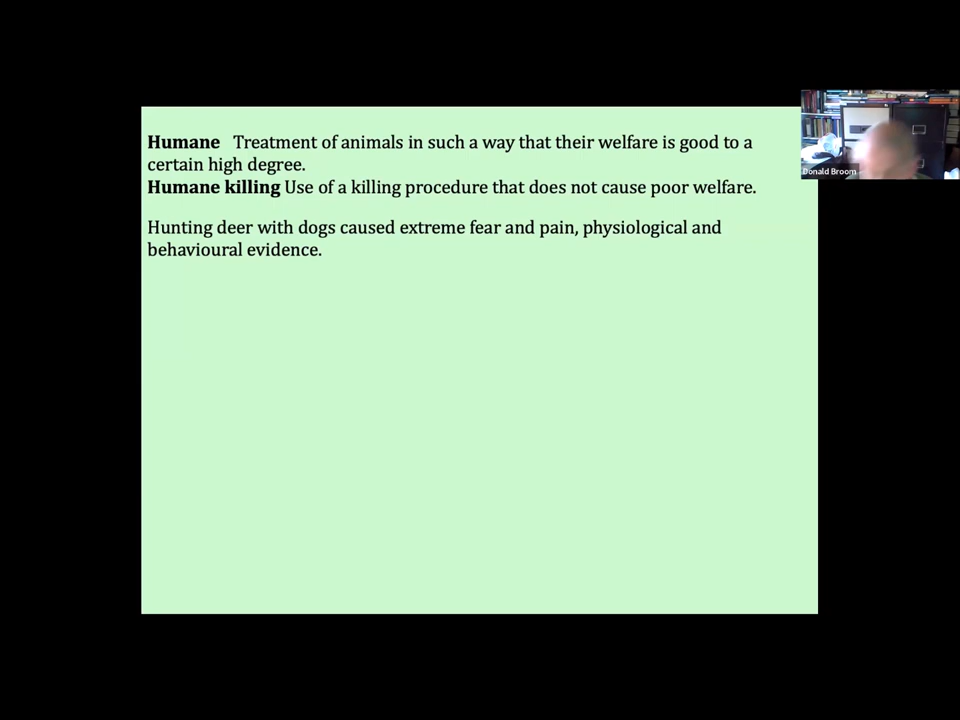 Humane Treatment of animals in such a way that their welfare is good to a
certain high degree.
Humane killing Use of a killing procedure that does not cause poor welfare.
Hunting deer with dogs caused extreme fear and pain, physiological and
behavioural evidence.
Donald Broom